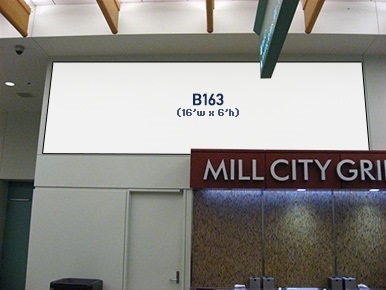 B163
(16'w x 6'h)
MILL CITY GRI